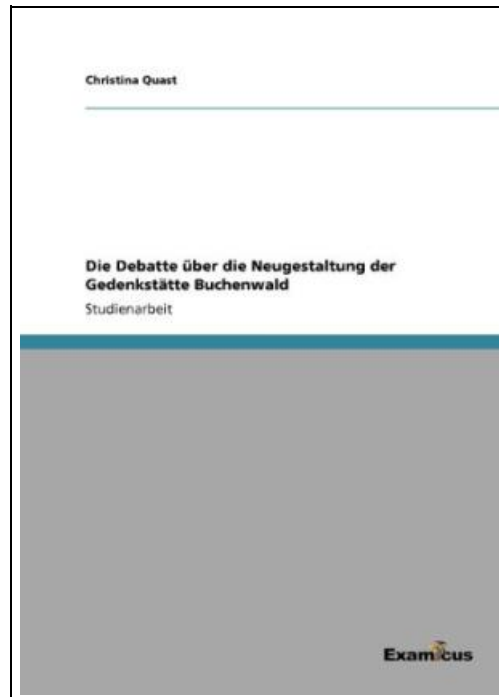 Christina Quast
Die Debatte über die Neugestaltung der
Gedenkstätte Buchenwald
Studienarbeit
Examicus